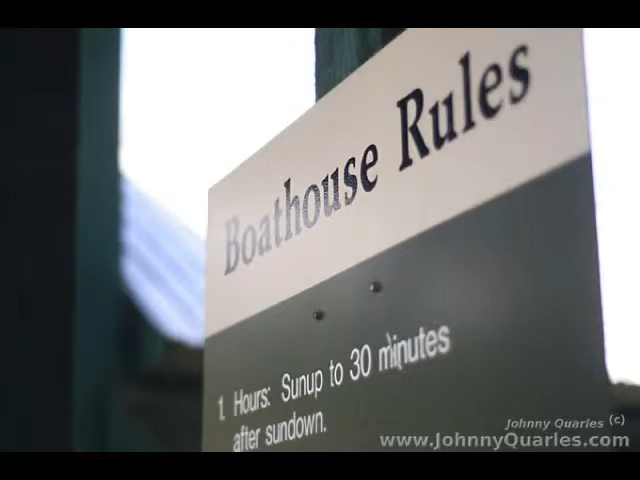 Boathouse Rules
1. Hours: Sunup to 30 minutes
after sundown.
Johnny Quarles (c)
www.JohnnyQuarles.com